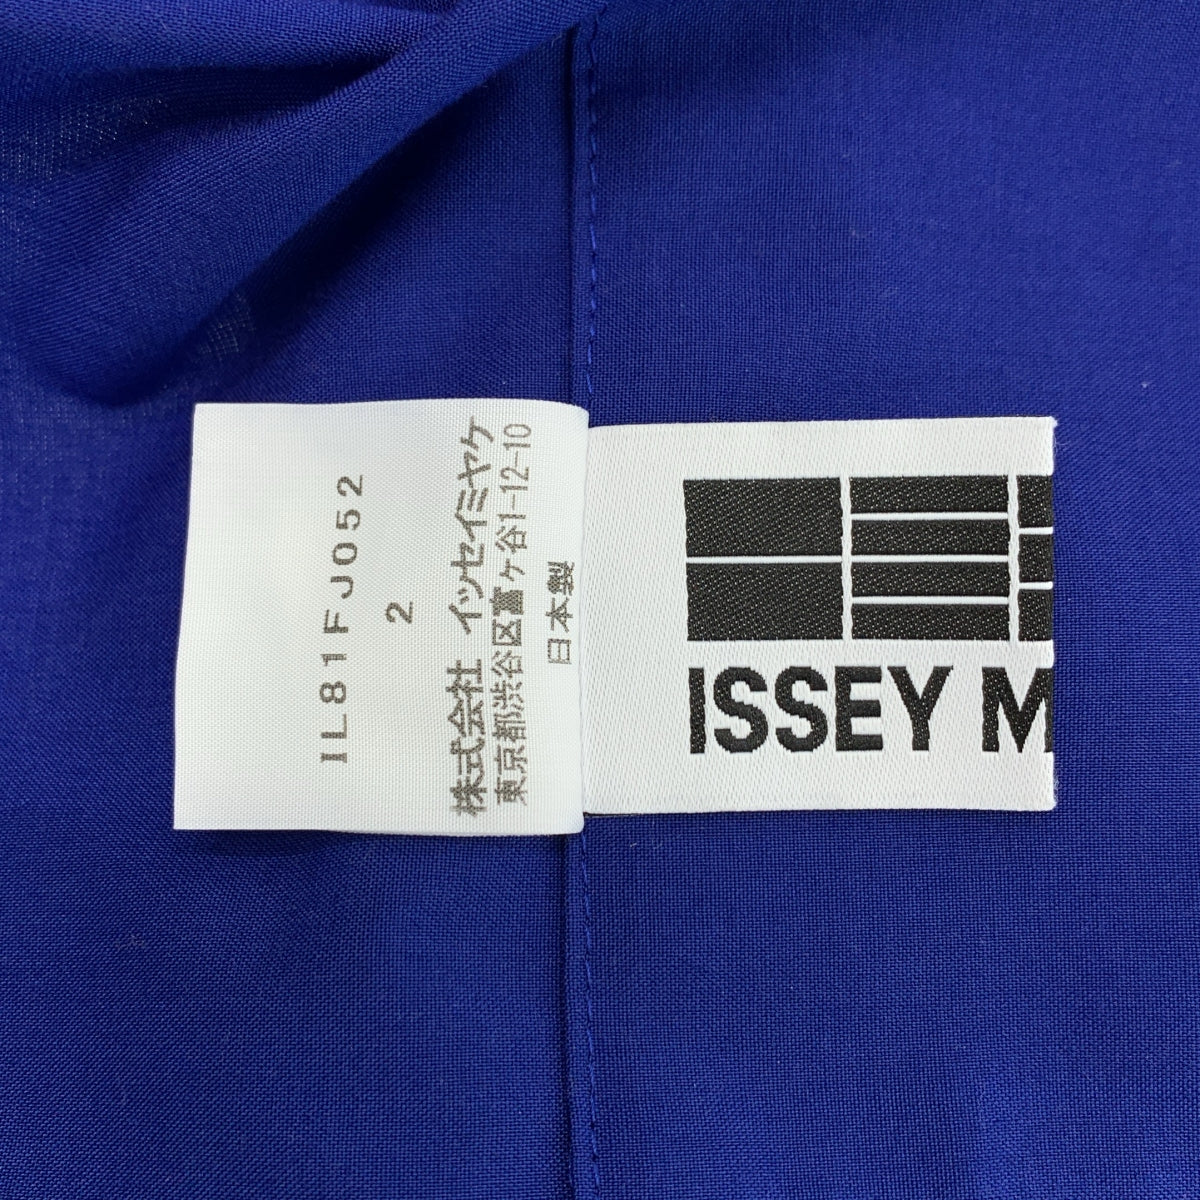 IL81FJ052
2
株式会社 イッセイミヤケ
東京都渋谷区富ヶ谷1-12-10
日本製
ISSEY M